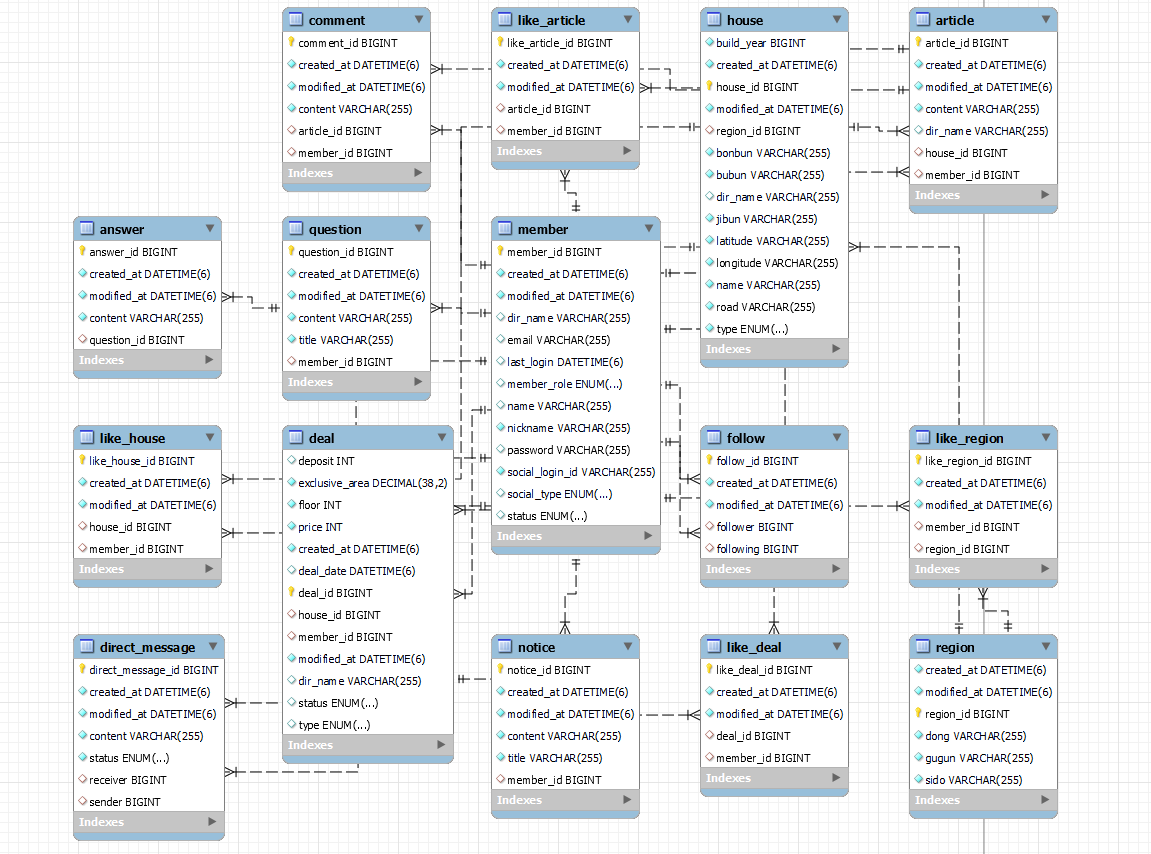 comment
comment_id BIGINT
created_at DATETIME(6)
modified_at DATETIME(6)
content VARCHAR(255)
article_id BIGINT
member_id BIGINT
Indexes
like_article
like_article_id BIGINT
created_at DATETIME(6)
modified_at DATETIME(6)
article_id BIGINT
member_id BIGINT
Indexes
house
build_year BIGINT
created_at DATETIME(6)
house_id BIGINT
modified_at DATETIME(6)
region_id BIGINT
bonbun VARCHAR(255)
bubun VARCHAR(255)
dir_name VARCHAR(255)
jibun VARCHAR(255)
latitude VARCHAR(255)
longitude VARCHAR(255)
name VARCHAR(255)
road VARCHAR(255)
type ENUM(...)
Indexes
article
article_id BIGINT
created_at DATETIME(6)
modified_at DATETIME(6)
content VARCHAR(255)
dir_name VARCHAR(255)
house_id BIGINT
member_id BIGINT
Indexes
answer
answer_id BIGINT
created_at DATETIME(6)
modified_at DATETIME(6)
content VARCHAR(255)
question_id BIGINT
Indexes
question
question_id BIGINT
created_at DATETIME(6)
modified_at DATETIME(6)
content VARCHAR(255)
title VARCHAR(255)
member_id BIGINT
Indexes
member
member_id BIGINT
created_at DATETIME(6)
modified_at DATETIME(6)
dir_name VARCHAR(255)
email VARCHAR(255)
last_login DATETIME(6)
member_role ENUM(...)
name VARCHAR(255)
nickname VARCHAR(255)
password VARCHAR(255)
social_login_id VARCHAR(255)
social_type ENUM(...)
status ENUM(...)
Indexes
like_house
like_house_id BIGINT
created_at DATETIME(6)
modified_at DATETIME(6)
house_id BIGINT
member_id BIGINT
Indexes
deal
deposit INT
exclusive_area DECIMAL(38,2)
floor INT
price INT
created_at DATETIME(6)
deal_date DATETIME(6)
deal_id BIGINT
house_id BIGINT
member_id BIGINT
modified_at DATETIME(6)
dir_name VARCHAR(255)
status ENUM(...)
type ENUM(...)
Indexes
follow
follow_id BIGINT
created_at DATETIME(6)
modified_at DATETIME(6)
follower BIGINT
following BIGINT
Indexes
like_region
like_region_id BIGINT
created_at DATETIME(6)
modified_at DATETIME(6)
member_id BIGINT
region_id BIGINT
Indexes
direct_message
direct_message_id BIGINT
created_at DATETIME(6)
modified_at DATETIME(6)
content VARCHAR(255)
status ENUM(...)
receiver BIGINT
sender BIGINT
Indexes
notice
notice_id BIGINT
created_at DATETIME(6)
modified_at DATETIME(6)
content VARCHAR(255)
title VARCHAR(255)
member_id BIGINT
Indexes
like_deal
like_deal_id BIGINT
created_at DATETIME(6)
modified_at DATETIME(6)
deal_id BIGINT
member_id BIGINT
Indexes
region
created_at DATETIME(6)
modified_at DATETIME(6)
region_id BIGINT
dong VARCHAR(255)
gugun VARCHAR(255)
sido VARCHAR(255)
Indexes